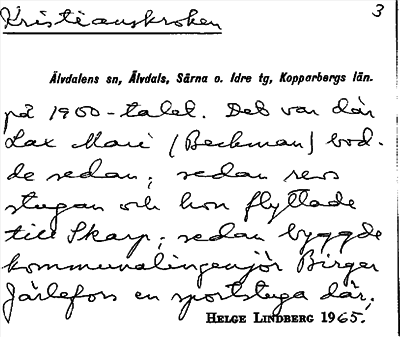 Kristianskroken 3
Älvdalens sn, Älvdals, Särna o. Idre tg, Kopparbergs län.
på 1900-talet. Det var där
Lax Mari (Beckman) bod-
de sedan; sedan revs
stugan och hon flyttade
till Skarp; sedan byggde
kommunalingenjör Birger
Järlefors en sportstuga där;
HELGE LINDBERG 1965.